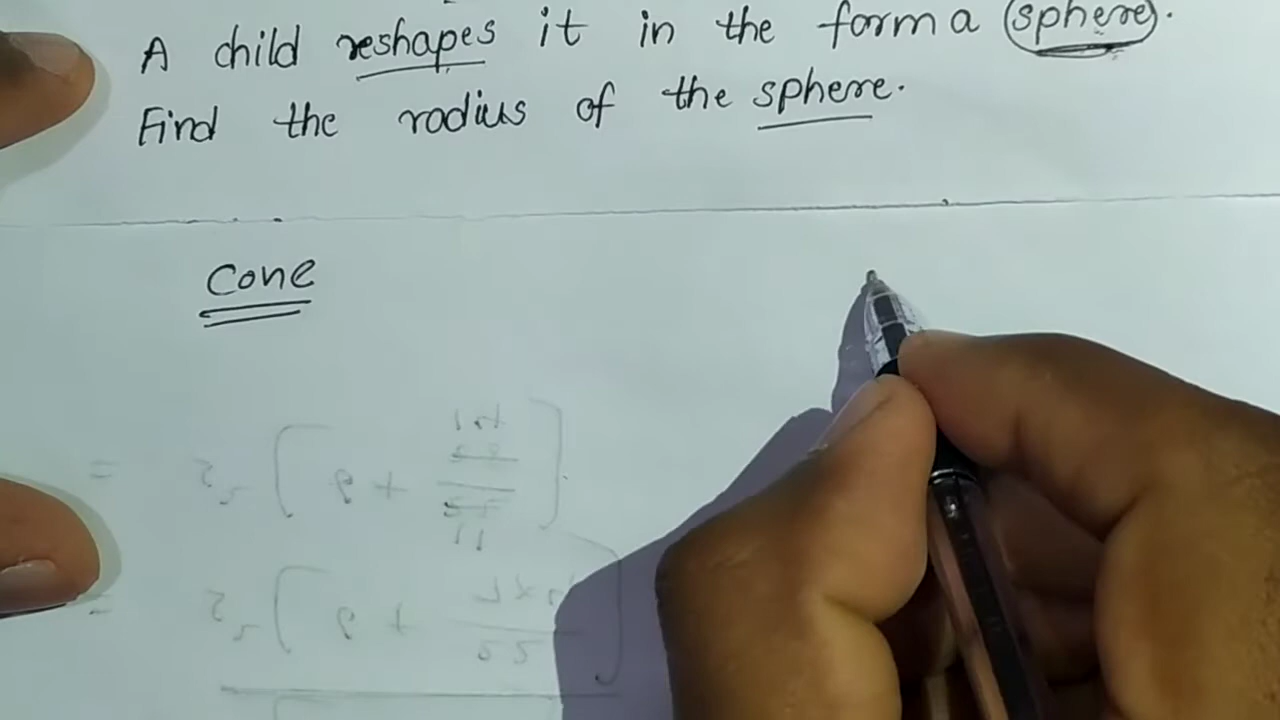 A child reshapes it in the form a sphere.
Find the radius of the sphere.
Cone